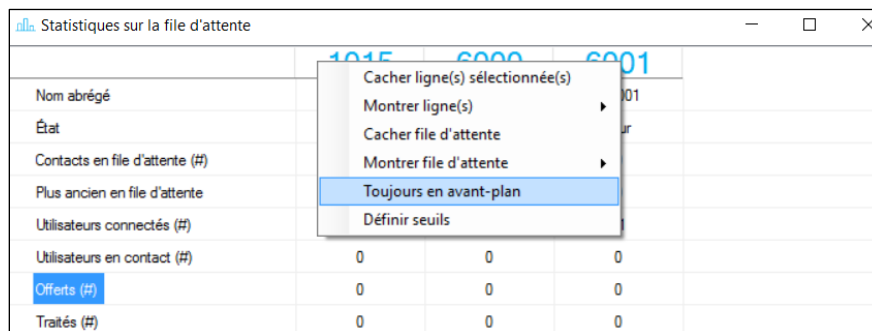 Statistiques sur la file d'attente
1015 6000 6001
Cacher ligne(s) sélectionnée(s)
Nom abrégé
Montrer ligne(s)
État
Cacher file d'attente
Contacts en file d'attente (#)
Montrer file d'attente
Plus ancien en file d'attente
Toujours en avant-plan
Utilisateurs connectés (#)
Définir seuils
Utilisateurs en contact (#) 0 0 0
Offerts (#) 0 0 0
Traités (#) 0 0 0